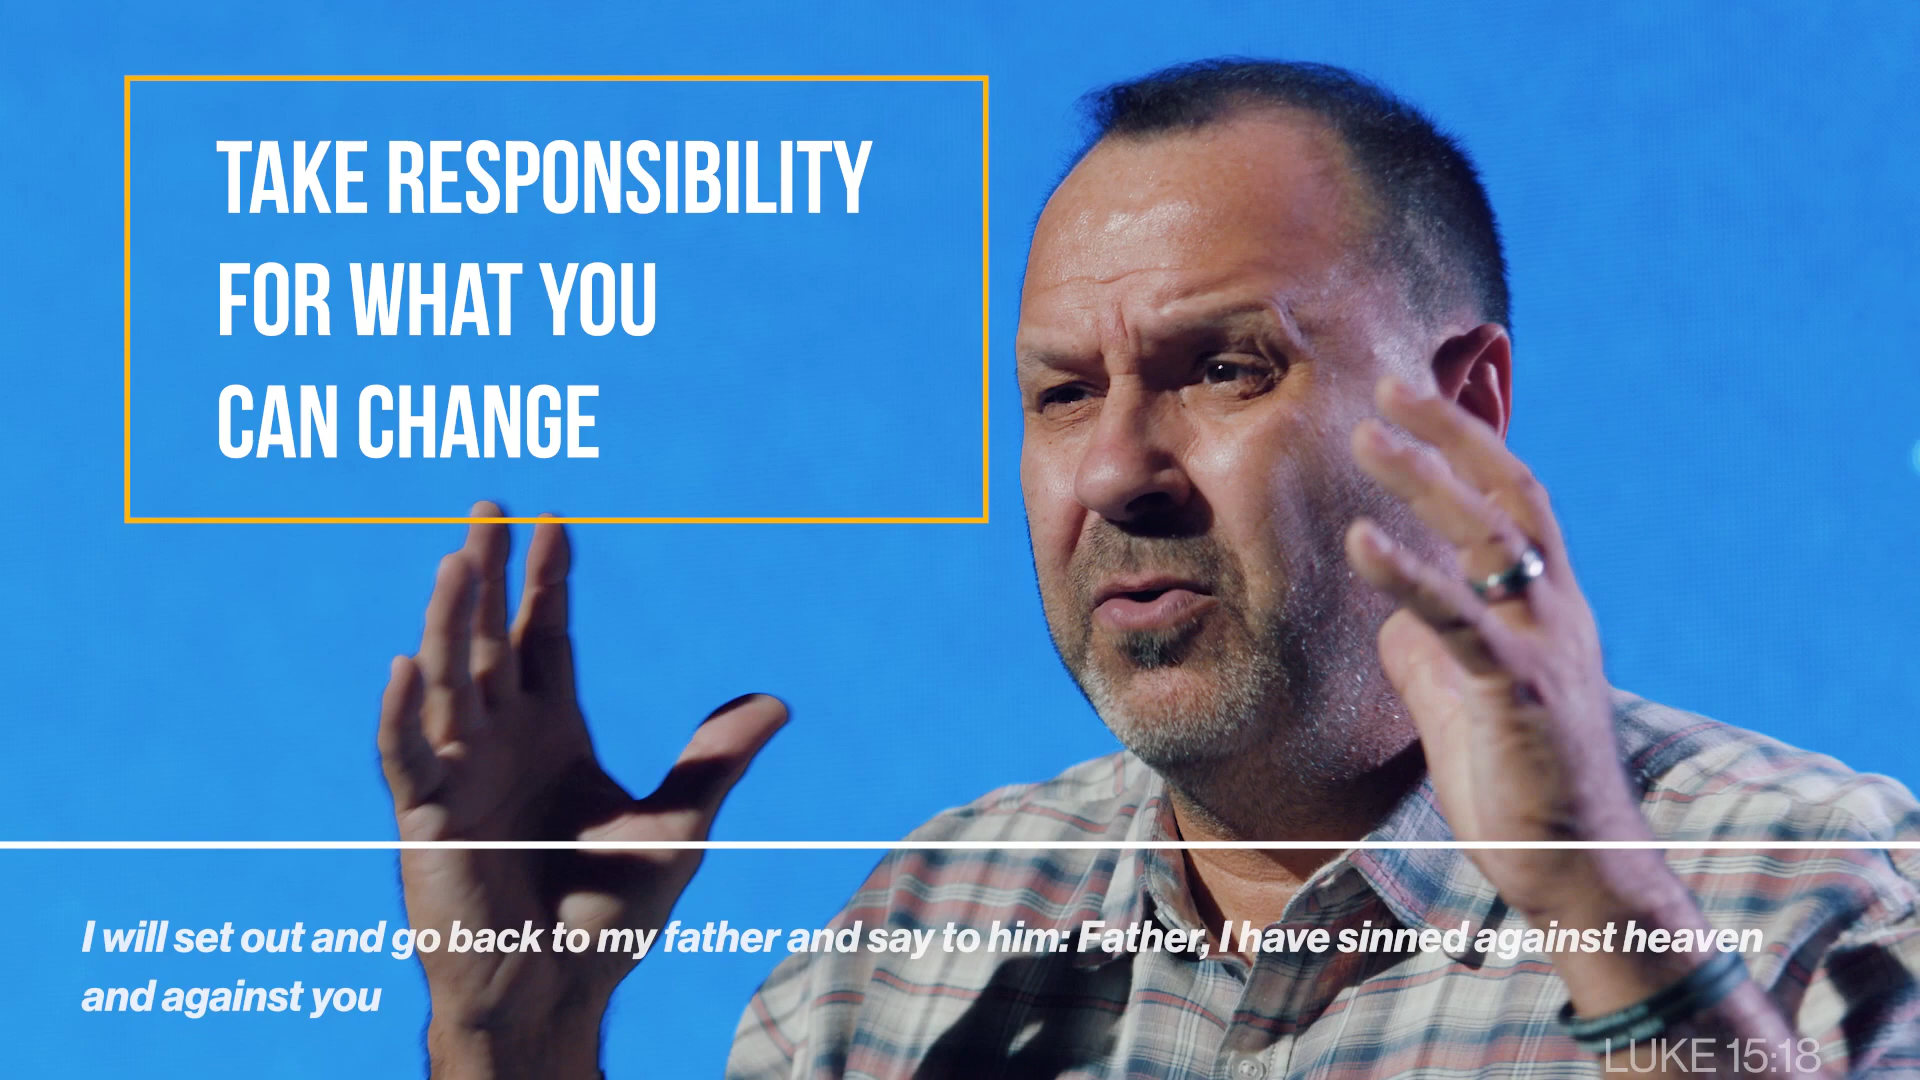 TAKE RESPONSIBILITY
FOR WHAT YOU
CAN CHANGE
I will set out and go back to my father and say to him: Father, I have sinned against heaven
and against you
LUKE 15:18